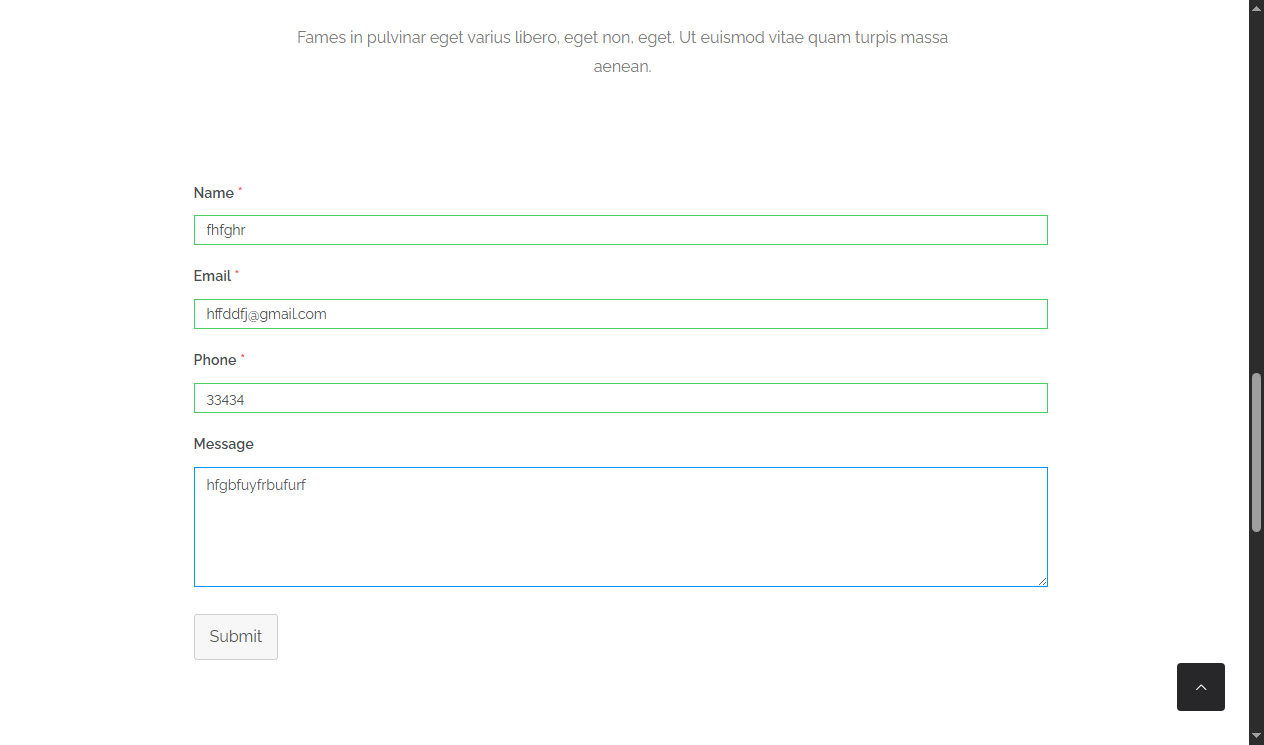 Fames in pulvinar eget varius libero, eget non, eget. Ut euismod vitae quam turpis massa
aenean.
Name *
fhfghr
Email *
hffddfj@gmail.com
Phone *
33434
Message
hfgbfuyfrbufurf
Submit